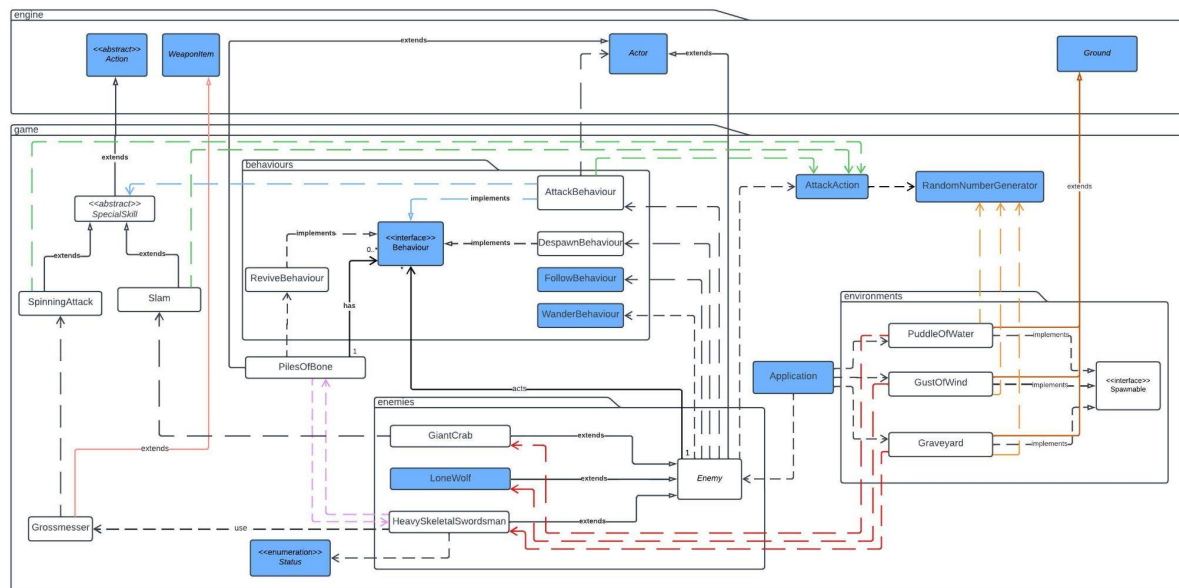 engine
<<abstract>>
Action
WeaponItem
extends
Actor
extends
Ground
game
extends
behaviours
AttackBehaviour
AttackAction
RandomNumberGenerator
extends
<<abstract>>
SpecialSkill
implements
<<interface>>
Behaviour
implements
implements
DespawnBehaviour
0..*
*
extends
extends
ReviveBehaviour
FollowBehaviour
SpinningAttack
Slam
has
WanderBehaviour
environments
PuddleOfWater
implements
1
PilesOfBone
Application
GustOfWind
implements
<<interface>>
Spawnable
acts
enemies
GiantCrab
extends
Graveyard
implements
extends
1
LoneWolf
extends
Enemy
Grossmesser
use
HeavySkeletalSwordsman
extends
<<enumeration>>
Status